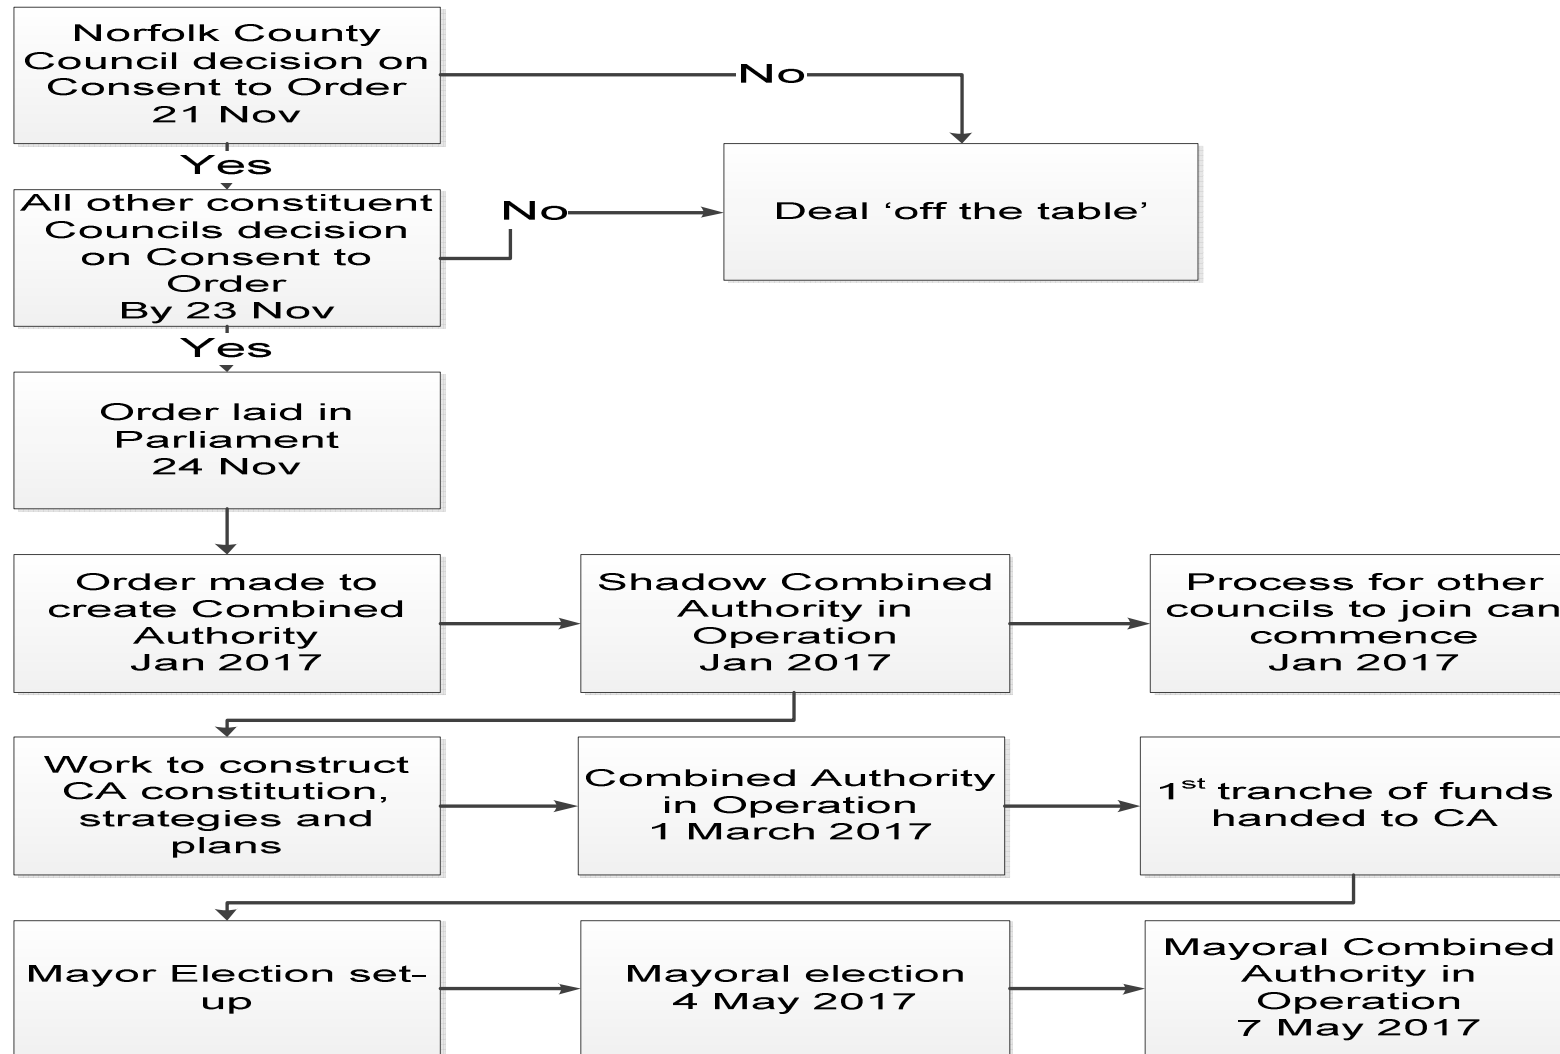 Norfolk County
Council decision on
Consent to Order
21 Nov
No
Yes
All other constituent
Councils decision
on Consent to
Order
By 23 Nov
No
Deal ‘off the table’
Yes
Order laid in
Parliament
24 Nov
Order made to
create Combined
Authority
Jan 2017
Shadow Combined
Authority in
Operation
Jan 2017
Process for other
councils to join can
commence
Jan 2017
Work to construct
CA constitution,
strategies and
plans
Combined Authority
in Operation
1 March 2017
1st tranche of funds
handed to CA
Mayor Election set-
up
Mayoral election
4 May 2017
Mayoral Combined
Authority in
Operation
7 May 2017